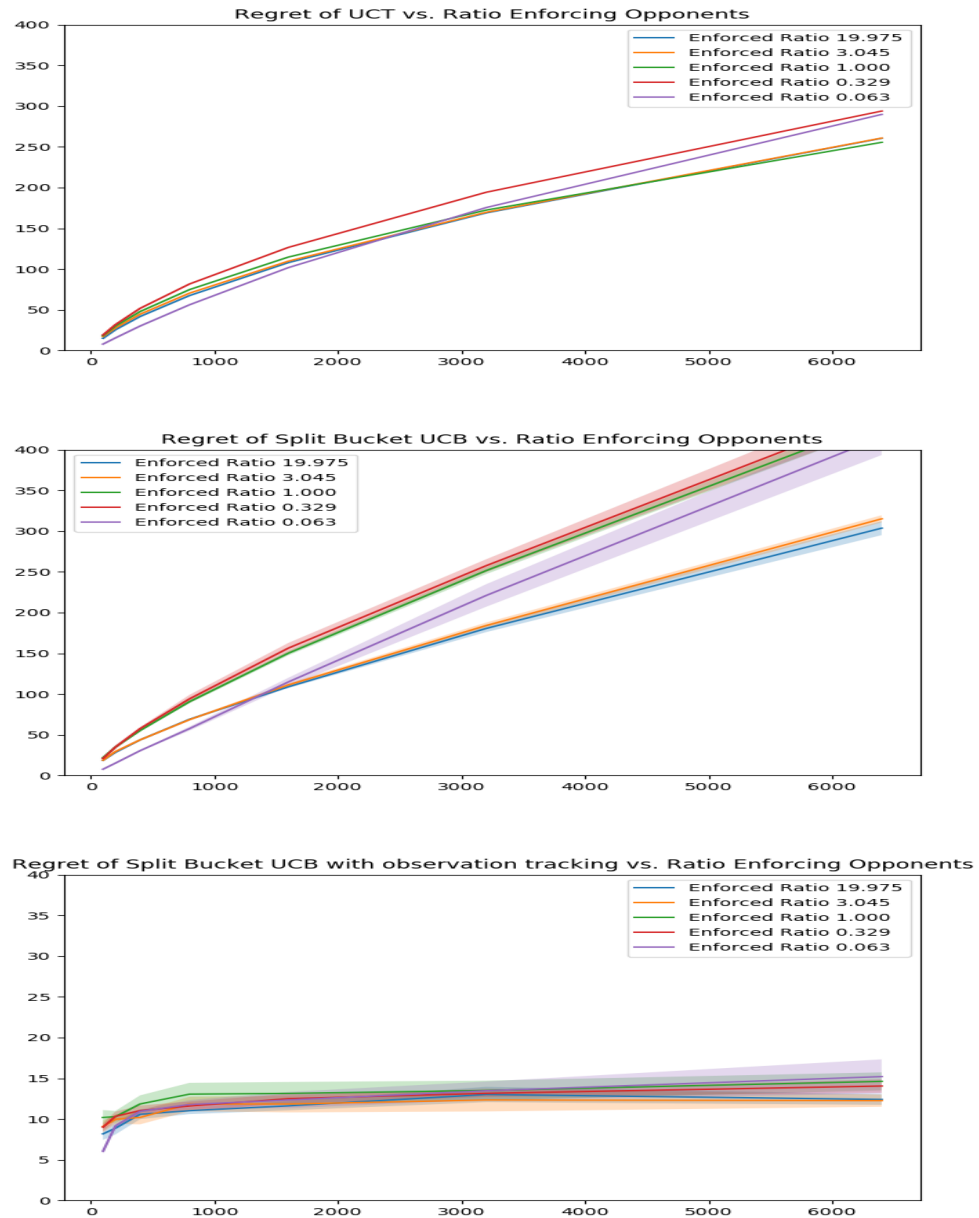 Regret of UCT vs. Ratio Enforcing Opponents
400
350
300
250
200
150
100
50
0
Enforced Ratio 19.975
Enforced Ratio 3.045
Enforced Ratio 1.000
Enforced Ratio 0.329
Enforced Ratio 0.063
0 1000 2000 3000 4000 5000 6000
Regret of Split Bucket UCB vs. Ratio Enforcing Opponents
400
350
300
250
200
150
100
50
0
Enforced Ratio 19.975
Enforced Ratio 3.045
Enforced Ratio 1.000
Enforced Ratio 0.329
Enforced Ratio 0.063
0 1000 2000 3000 4000 5000 6000
Regret of Split Bucket UCB with observation tracking vs. Ratio Enforcing Opponents
40
35
30
25
20
15
10
5
0
Enforced Ratio 19.975
Enforced Ratio 3.045
Enforced Ratio 1.000
Enforced Ratio 0.329
Enforced Ratio 0.063
0 1000 2000 3000 4000 5000 6000